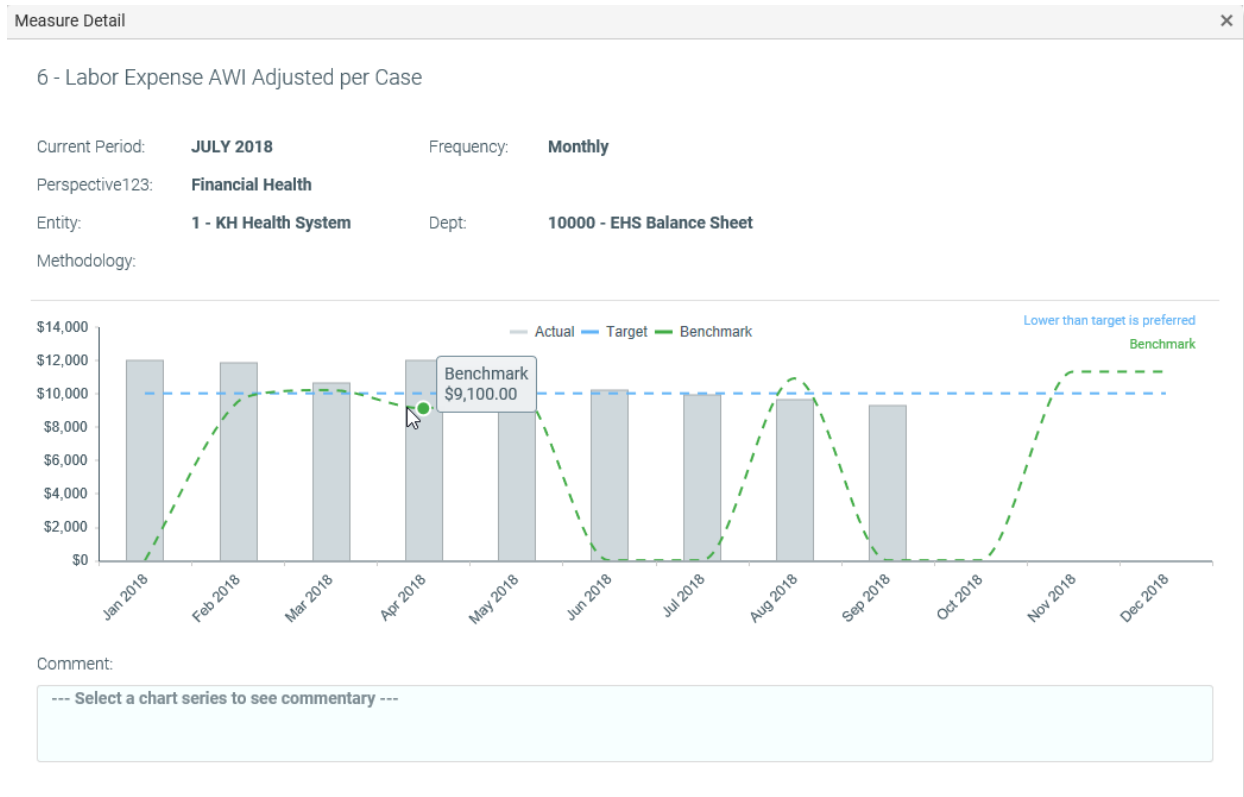 Measure Detail ×
6 - Labor Expense AWI Adjusted per Case
Current Period: JULY 2018 Frequency: Monthly
Perspective123: Financial Health
Entity: 1 - KH Health System Dept: 10000 - EHS Balance Sheet
Methodology:
Lower than target is preferred
Benchmark
Actual Target Benchmark
$14,000
$12,000
$10,000
$8,000
$6,000
$4,000
$2,000
$0
Benchmark
$9,100.00
Jan 2018 Feb 2018 Mar 2018 Apr 2018 May 2018 Jun 2018 Jul 2018 Aug 2018 Sep 2018 Oct 2018 Nov 2018 Dec 2018
Comment:
--- Select a chart series to see commentary ---